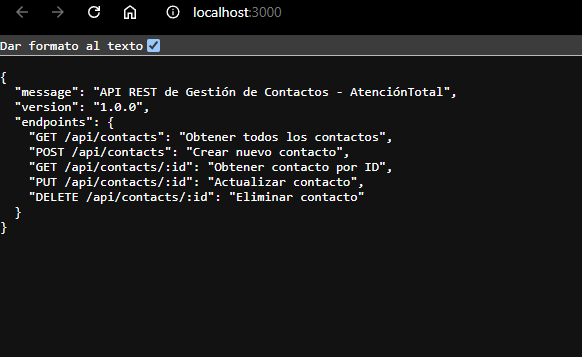 localhost:3000
Dar formato al texto
{
  "message": "API REST de Gestión de Contactos - AtenciónTotal",
  "version": "1.0.0",
  "endpoints": {
    "GET /api/contacts": "Obtener todos los contactos",
    "POST /api/contacts": "Crear nuevo contacto",
    "GET /api/contacts/:id": "Obtener contacto por ID",
    "PUT /api/contacts/:id": "Actualizar contacto",
    "DELETE /api/contacts/:id": "Eliminar contacto"
  }
}